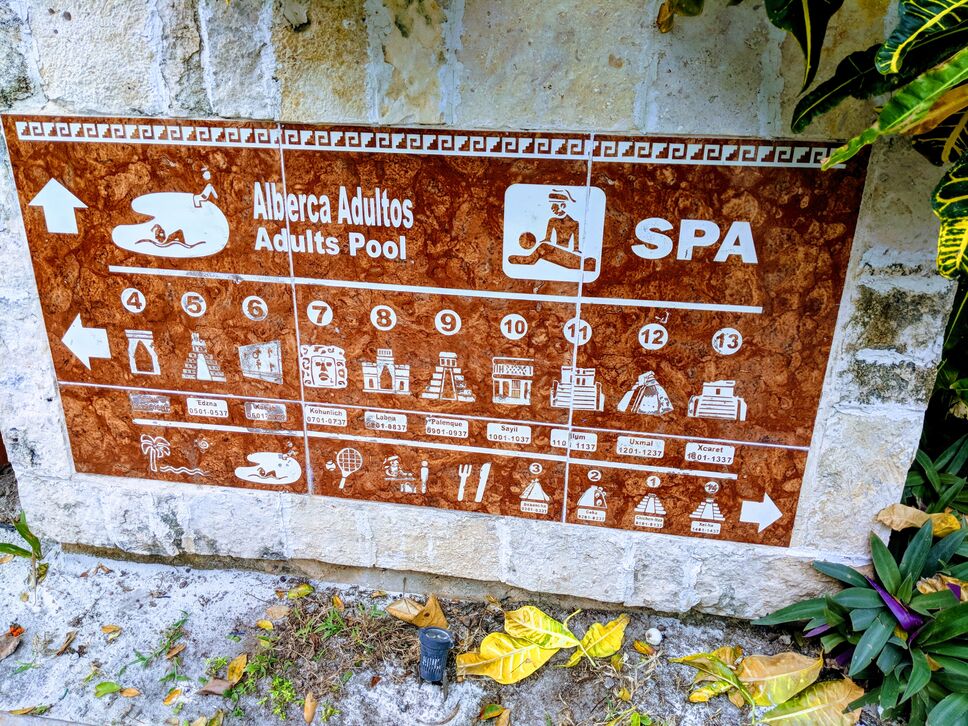 Alberca Adultos
Adults Pool
SPA
4 5 6 7 8 9 10 11 12 13
Edzna Kohunlich Labna Palenque Sayil Uxmal Xcaret
0501-0537 0701-0737 0801-0837 0901-0937 1001-1037 1137 1201-1237 1301-1337
3 2 1
Chichen-Itza